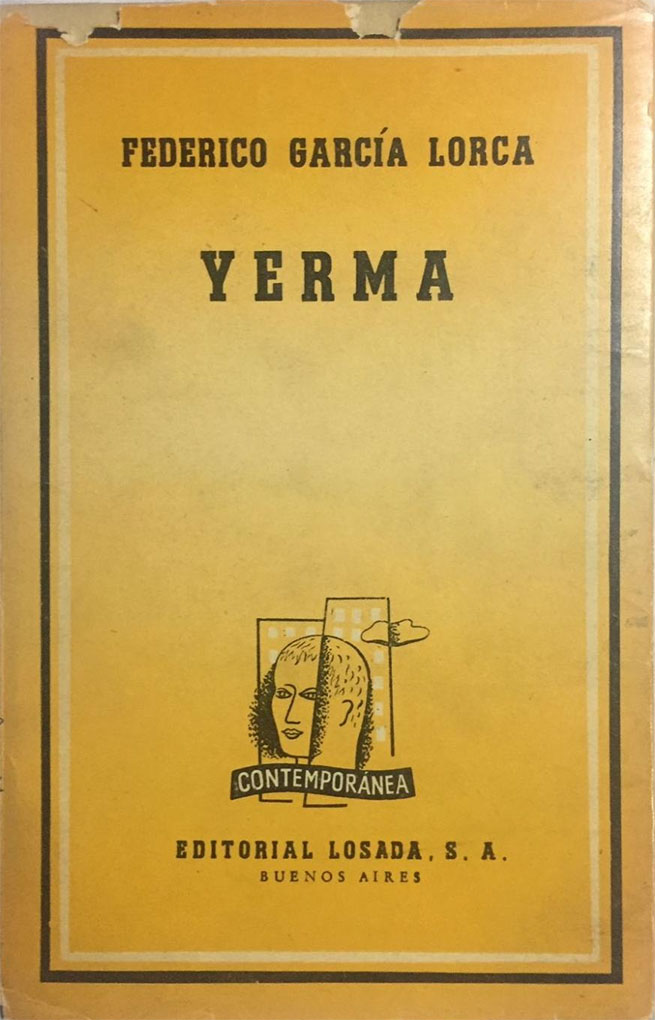 FEDERICO GARCÍA LORCA
YERMA
CONTEMPORÁNEA
EDITORIAL LOSADA, S. A.
BUENOS AIRES